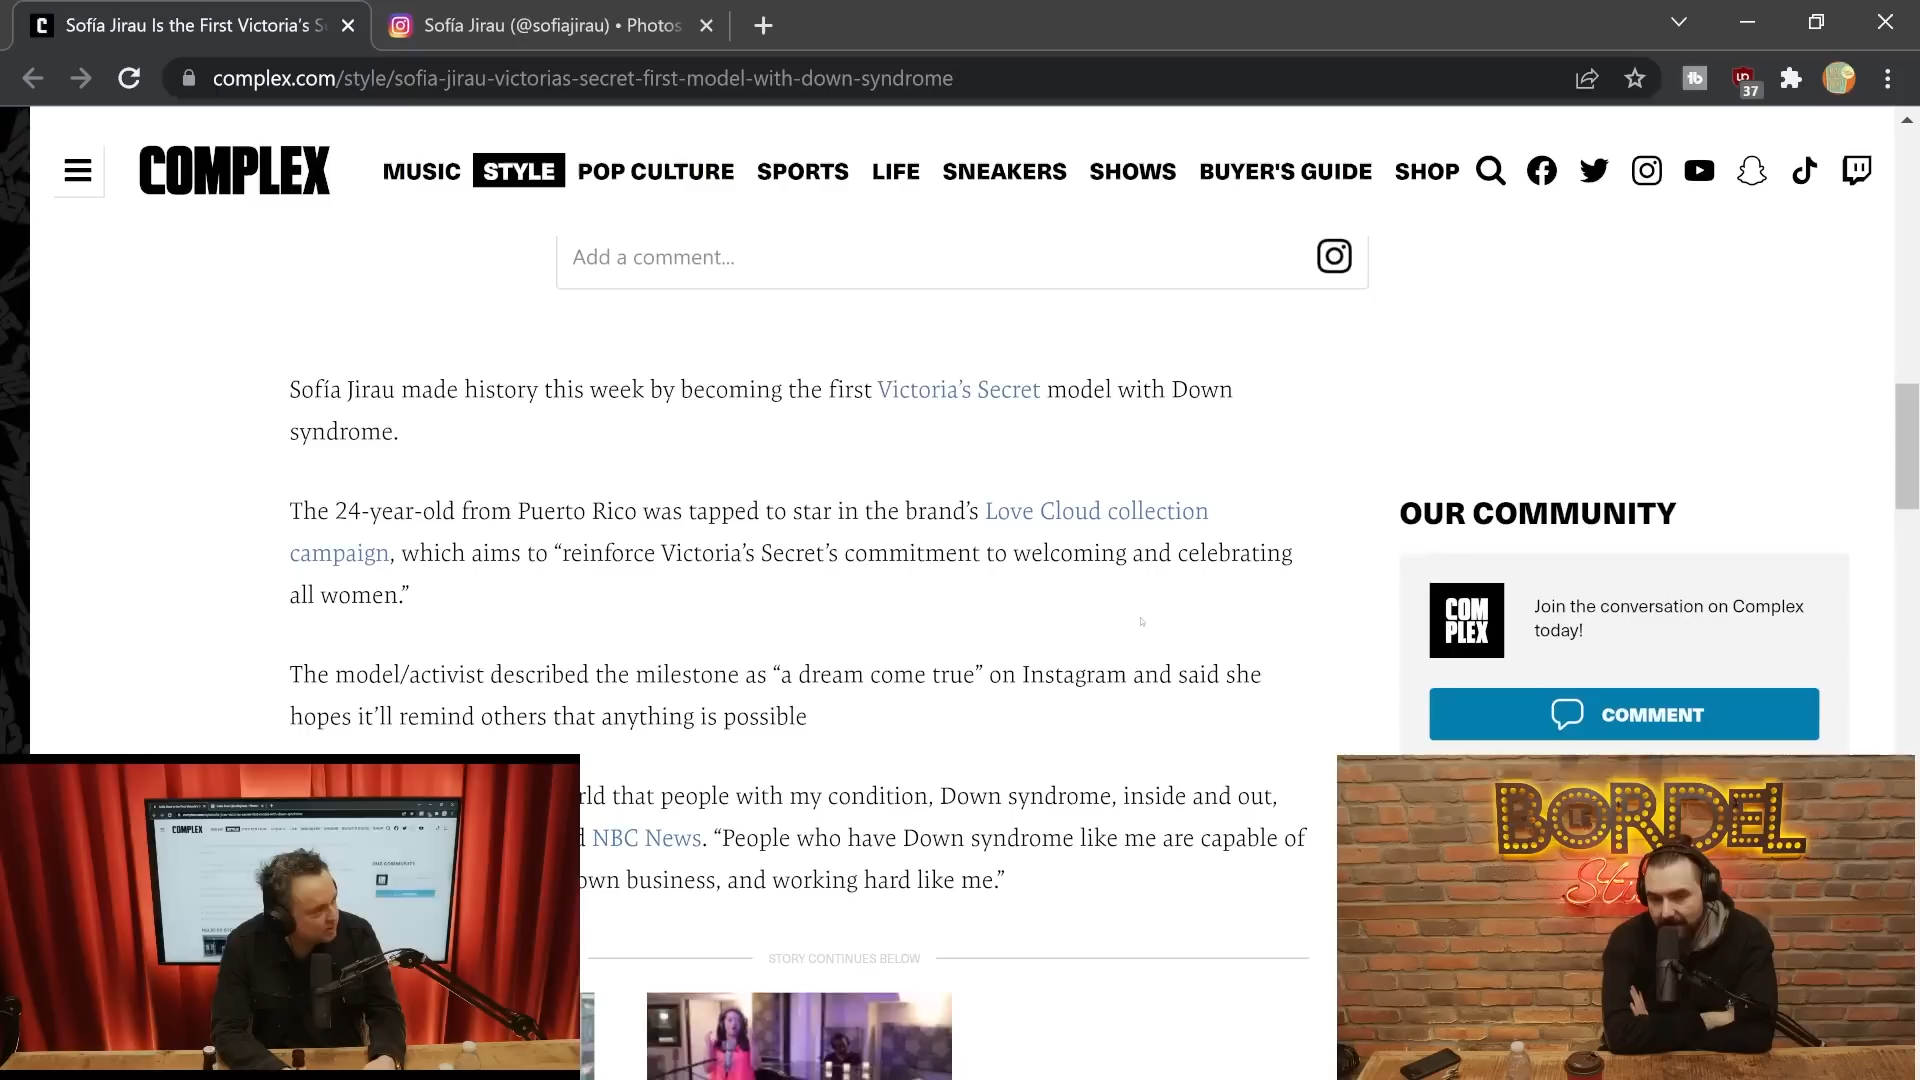 Sofía Jirau Is the First Victoria's S
Sofía Jirau (@sofiajirau) • Photos
complex.com/style/sofia-jirau-victorias-secret-first-model-with-down-syndrome
37
COMPLEX
MUSIC STYLE POP CULTURE SPORTS LIFE SNEAKERS SHOWS BUYER'S GUIDE SHOP
Add a comment...
Sofía Jirau made history this week by becoming the first Victoria’s Secret model with Down
syndrome.
The 24-year-old from Puerto Rico was tapped to star in the brand’s Love Cloud collection
campaign, which aims to “reinforce Victoria’s Secret’s commitment to welcoming and celebrating
all women.”
The model/activist described the milestone as “a dream come true” on Instagram and said she
hopes it’ll remind others that anything is possible
rld that people with my condition, Down syndrome, inside and out,
NBC News. “People who have Down syndrome like me are capable of
own business, and working hard like me.”
STORY CONTINUES BELOW
OUR COMMUNITY
COM
PLEX
Join the conversation on Complex
today!
COMMENT
COMPLEX
OUR COMMUNITY
BORDEL